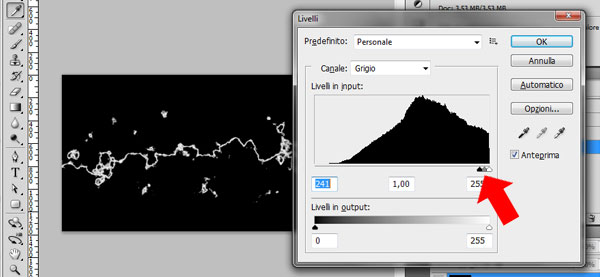 Doc: 3,53 MB/3,53 MB
Livelli
Predefinito: Personale
OK
Annulla
Canale: Grigio
Automatico
Livelli in input:
Opzioni...
Anteprima
241
1,00
255
Livelli in output:
0
255